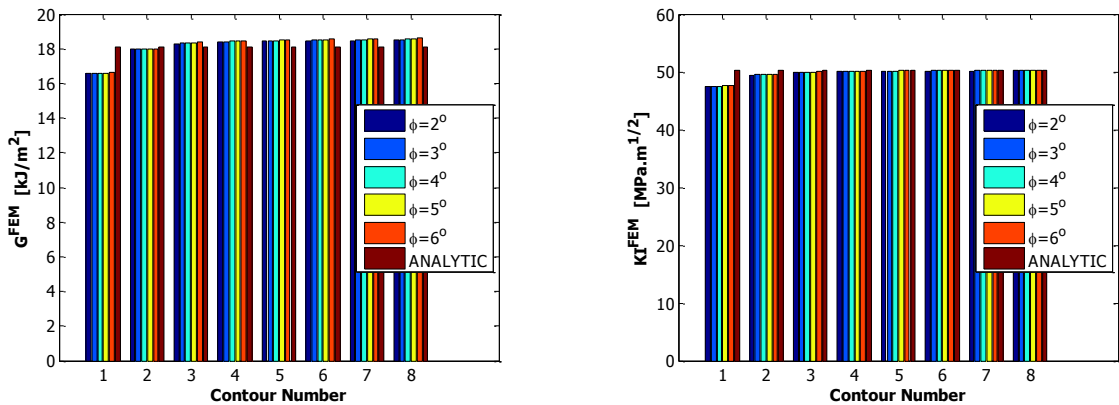 20
18
16
14
12
10
8
6
4
2
0
G^FEM [kJ/m^2]
1 2 3 4 5 6 7 8
Contour Number
ϕ=2°
ϕ=3°
ϕ=4°
ϕ=5°
ϕ=6°
ANALYTIC
60
50
40
30
20
10
0
KI^FEM [MPa.m^1/2]
1 2 3 4 5 6 7 8
Contour Number
ϕ=2°
ϕ=3°
ϕ=4°
ϕ=5°
ϕ=6°
ANALYTIC